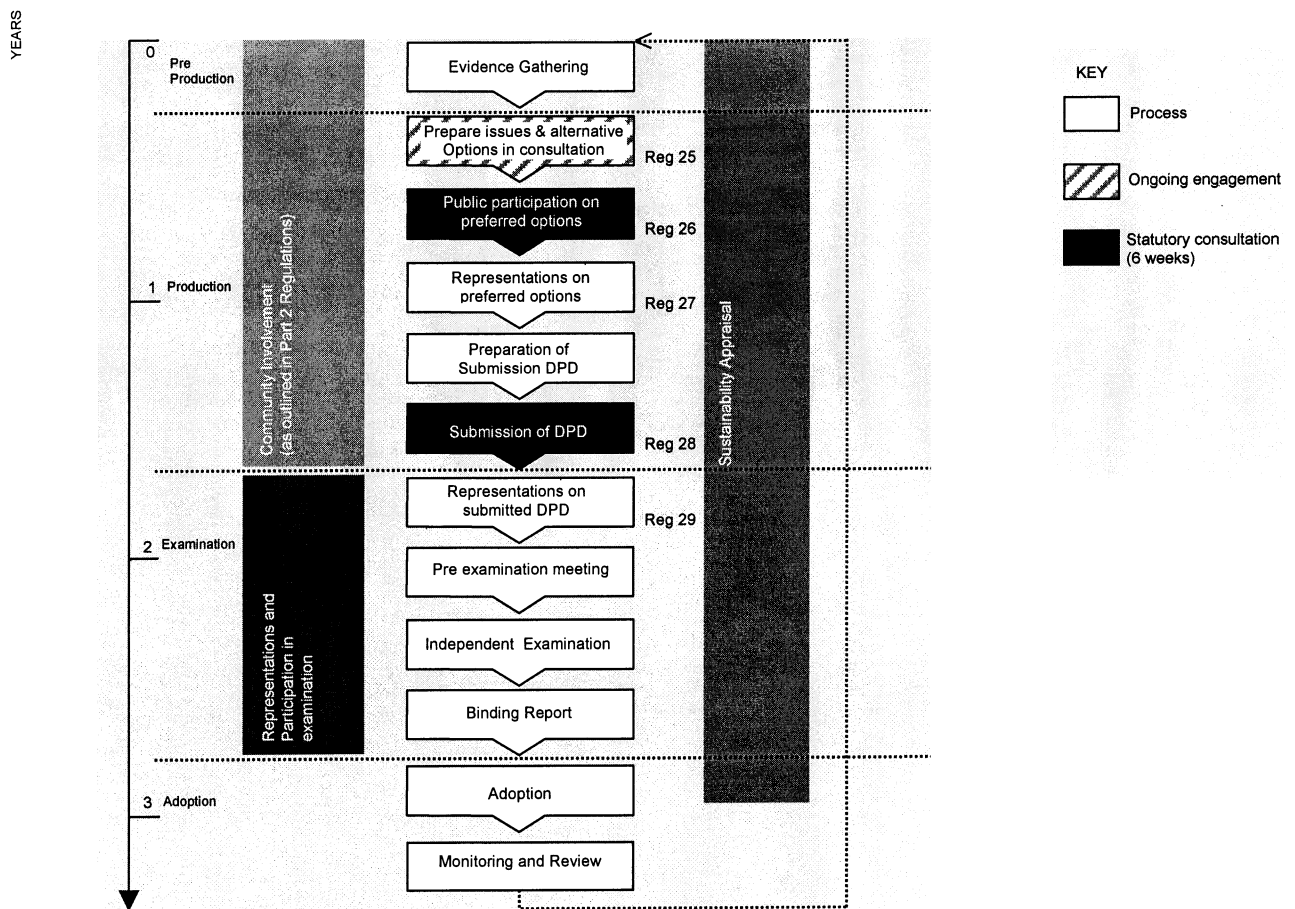 YEARS
0
Pre
Production
1 Production
2 Examination
3 Adoption
Community Involvement
(as outlined in Part 2 Regulations)
Representations and
Participation in
examination
Evidence Gathering
Prepare issues & alternative
Options in consultation
Reg 25
Public participation on
preferred options
Reg 26
Representations on
preferred options
Reg 27
Preparation of
Submission DPD
Submission of DPD
Reg 28
Representations on
submitted DPD
Reg 29
Pre examination meeting
Independent Examination
Binding Report
Adoption
Monitoring and Review
Sustainability Appraisal
KEY
Process
Ongoing engagement
Statutory consultation
(6 weeks)